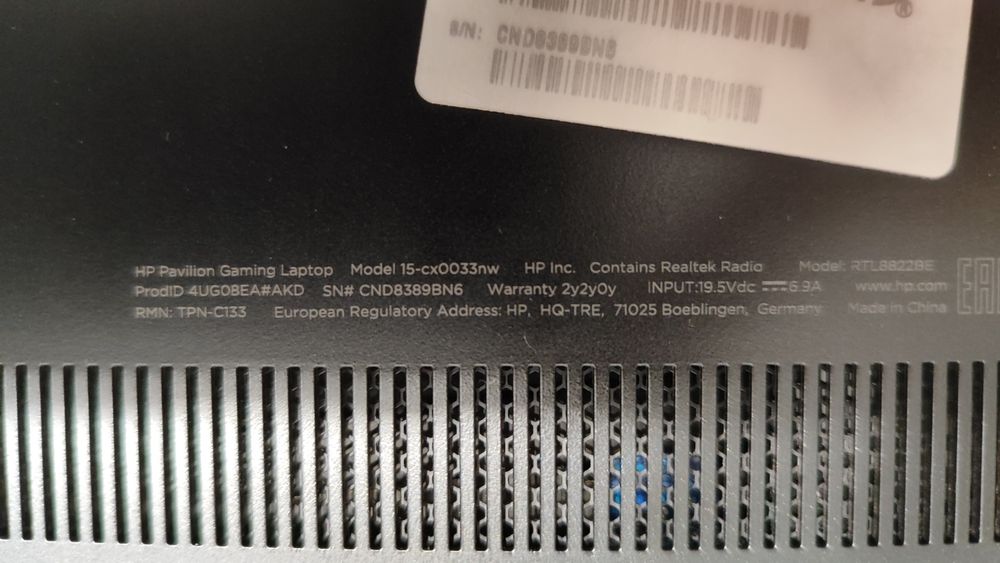 S/N: CND8389BN6
HP Pavilion Gaming Laptop Model 15-cx0033nw HP Inc. Contains Realtek Radio Model: RTL8822BE
ProdID 4UG08EA#AKD SN# CND8389BN6 Warranty 2y2y0y INPUT:19.5Vdc ⎓ 6.9A www.hp.com
RMN: TPN-C133 European Regulatory Address: HP, HQ-TRE, 71025 Boeblingen, Germany Made in China